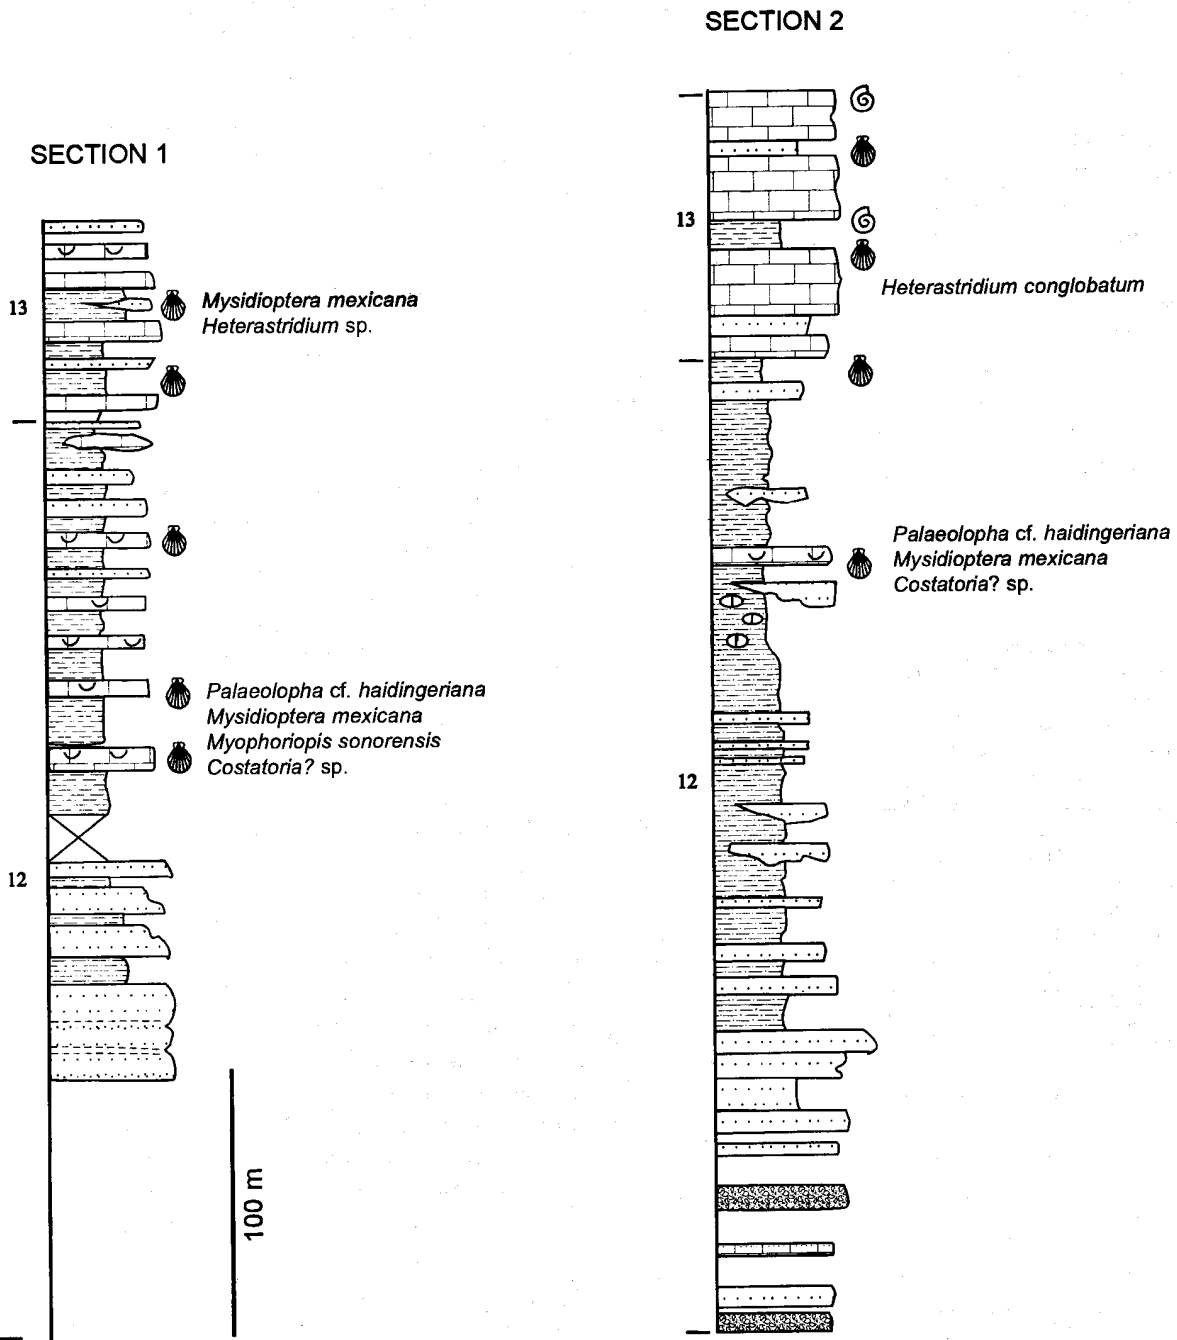 SECTION 1
13
Mysidioptera mexicana
Heterastridium sp.
Palaeolopha cf. haidingeriana
Mysidioptera mexicana
Myophoriopis sonorensis
Costatoria? sp.
12
100 m
SECTION 2
13
Heterastridium conglobatum
Palaeolopha cf. haidingeriana
Mysidioptera mexicana
Costatoria? sp.
12